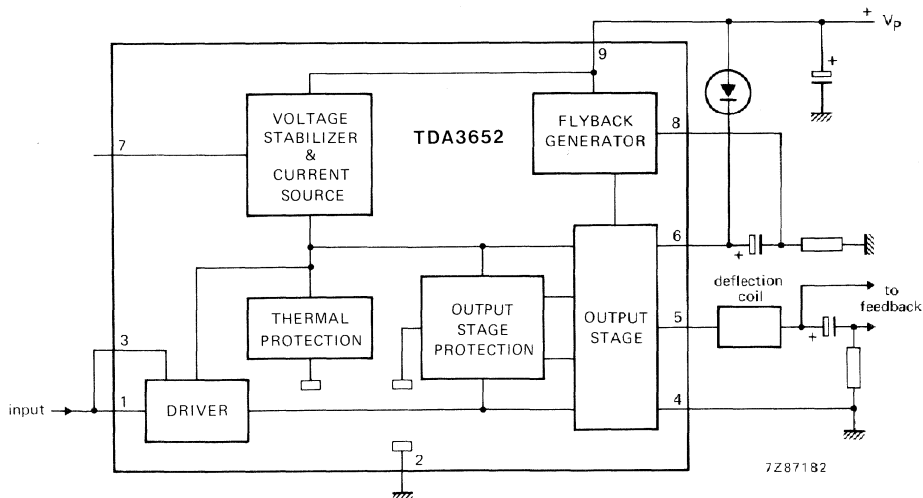 + V_P
+
9
VOLTAGE
STABILIZER
&
CURRENT
SOURCE
TDA3652
FLYBACK
GENERATOR
8
7
6
+
deflection
coil
to
feedback
THERMAL
PROTECTION
OUTPUT
STAGE
PROTECTION
OUTPUT
STAGE
5
+
3
input
1
DRIVER
4
2
7Z87182